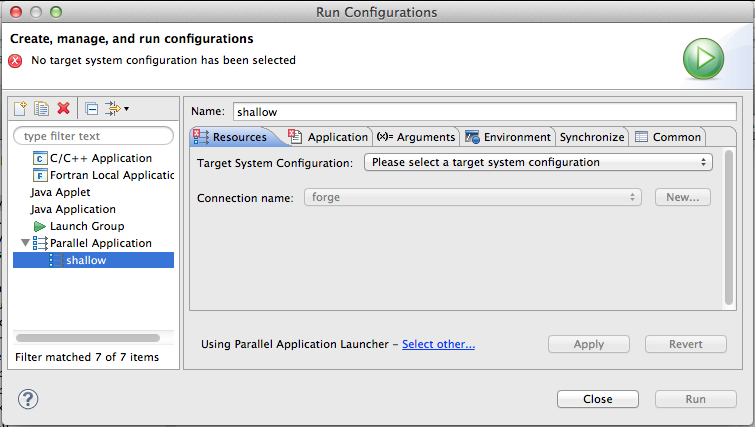 Run Configurations
Create, manage, and run configurations
No target system configuration has been selected
type filter text
C/C++ Application
Fortran Local Applicatio
Java Applet
Java Application
Launch Group
Parallel Application
shallow
Filter matched 7 of 7 items
Name: shallow
Resources Application (x)= Arguments Environment Synchronize Common
Target System Configuration: Please select a target system configuration
Connection name: forge New...
Using Parallel Application Launcher – Select other... Apply Revert
? Close Run